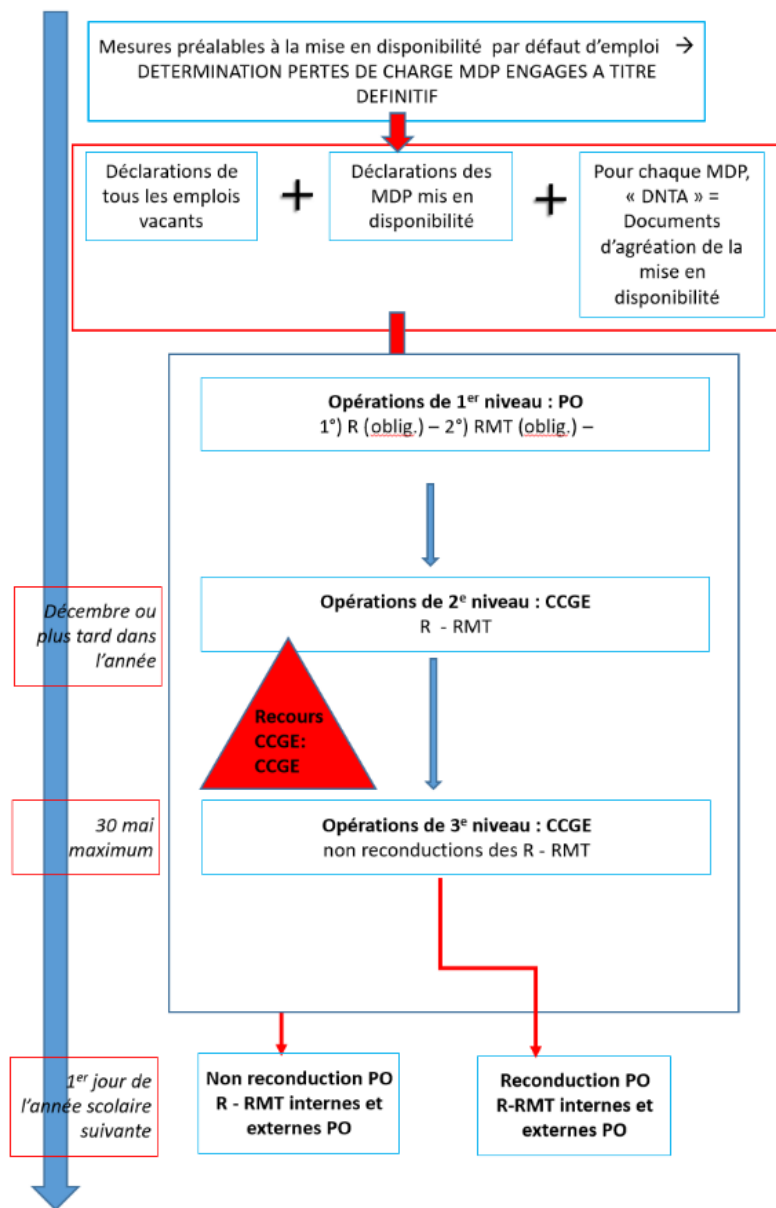 Mesures préalables à la mise en disponibilité par défaut d'emploi →
DETERMINATION PERTES DE CHARGE MDP ENGAGES A TITRE
DEFINITIF
Déclarations de
tous les emplois
vacants
+
Déclarations des
MDP mis en
disponibilité
+
Pour chaque MDP,
« DNTA » =
Documents
d'agréation de la
mise en
disponibilité
Opérations de 1er niveau : PO
1°) R (oblig.) – 2°) RMT (oblig.) –
Décembre ou
plus tard dans
l'année
Opérations de 2e niveau : CCGE
R - RMT
Recours
CCGE:
CCGE
30 mai
maximum
Opérations de 3e niveau : CCGE
non reconductions des R - RMT
1er jour de
l'année scolaire
suivante
Non reconduction PO
R - RMT internes et
externes PO
Reconduction PO
R-RMT internes et
externes PO